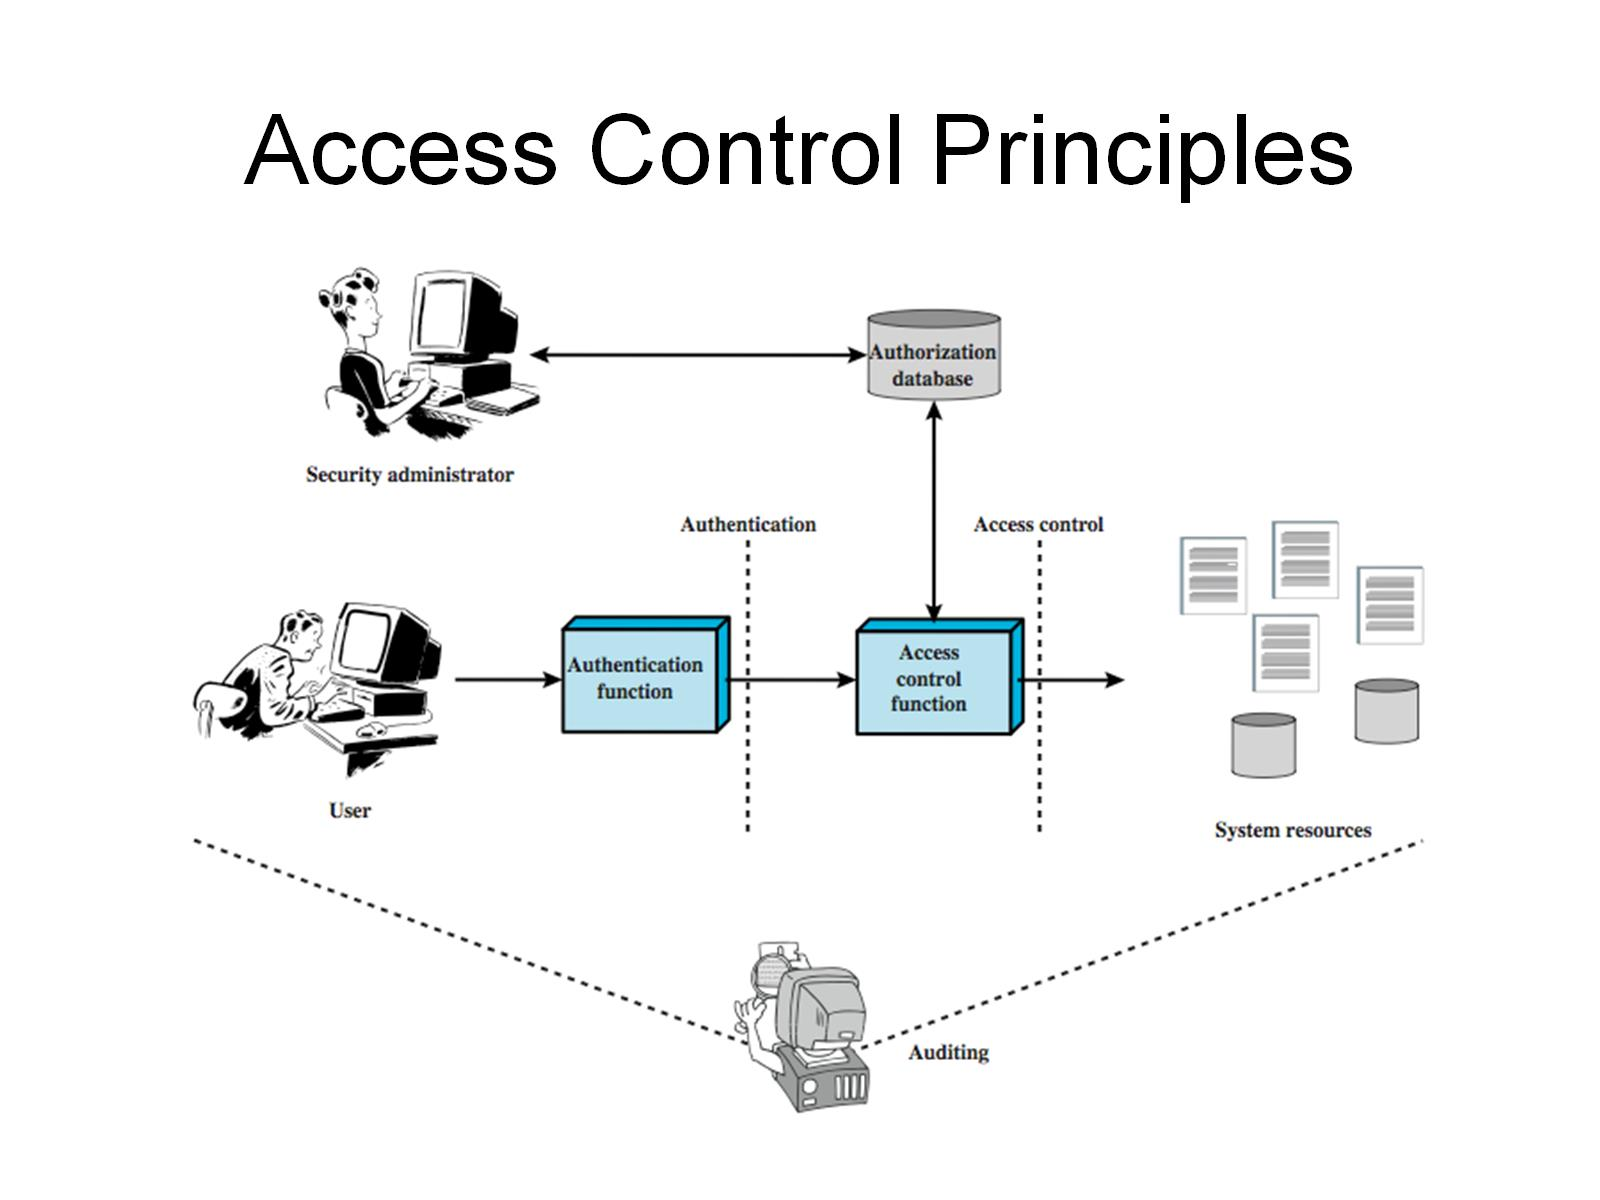 Access Control Principles
Authorization
database
Security administrator
Authentication
Access control
Authentication
function
Access
control
function
User
System resources
Auditing